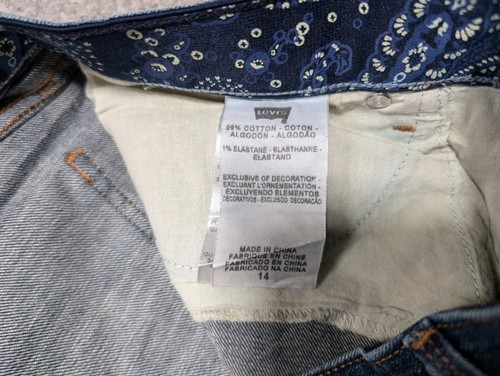 Levi's
99% COTTON - COTON -
ALGODÓN - ALGODÃO
1% ELASTANE - ELASTHANNE -
ELASTANO
EXCLUSIVE OF DECORATION -
EXCLUANT L'ORNEMENTATION -
EXCLUYENDO ELEMENTOS
DECORATIVOS - EXCLUINDO DECORAÇÃO
MADE IN CHINA
FABRIQUE EN CHINE
FABRICADO EN CHINA
FABRICADO NA CHINA
14